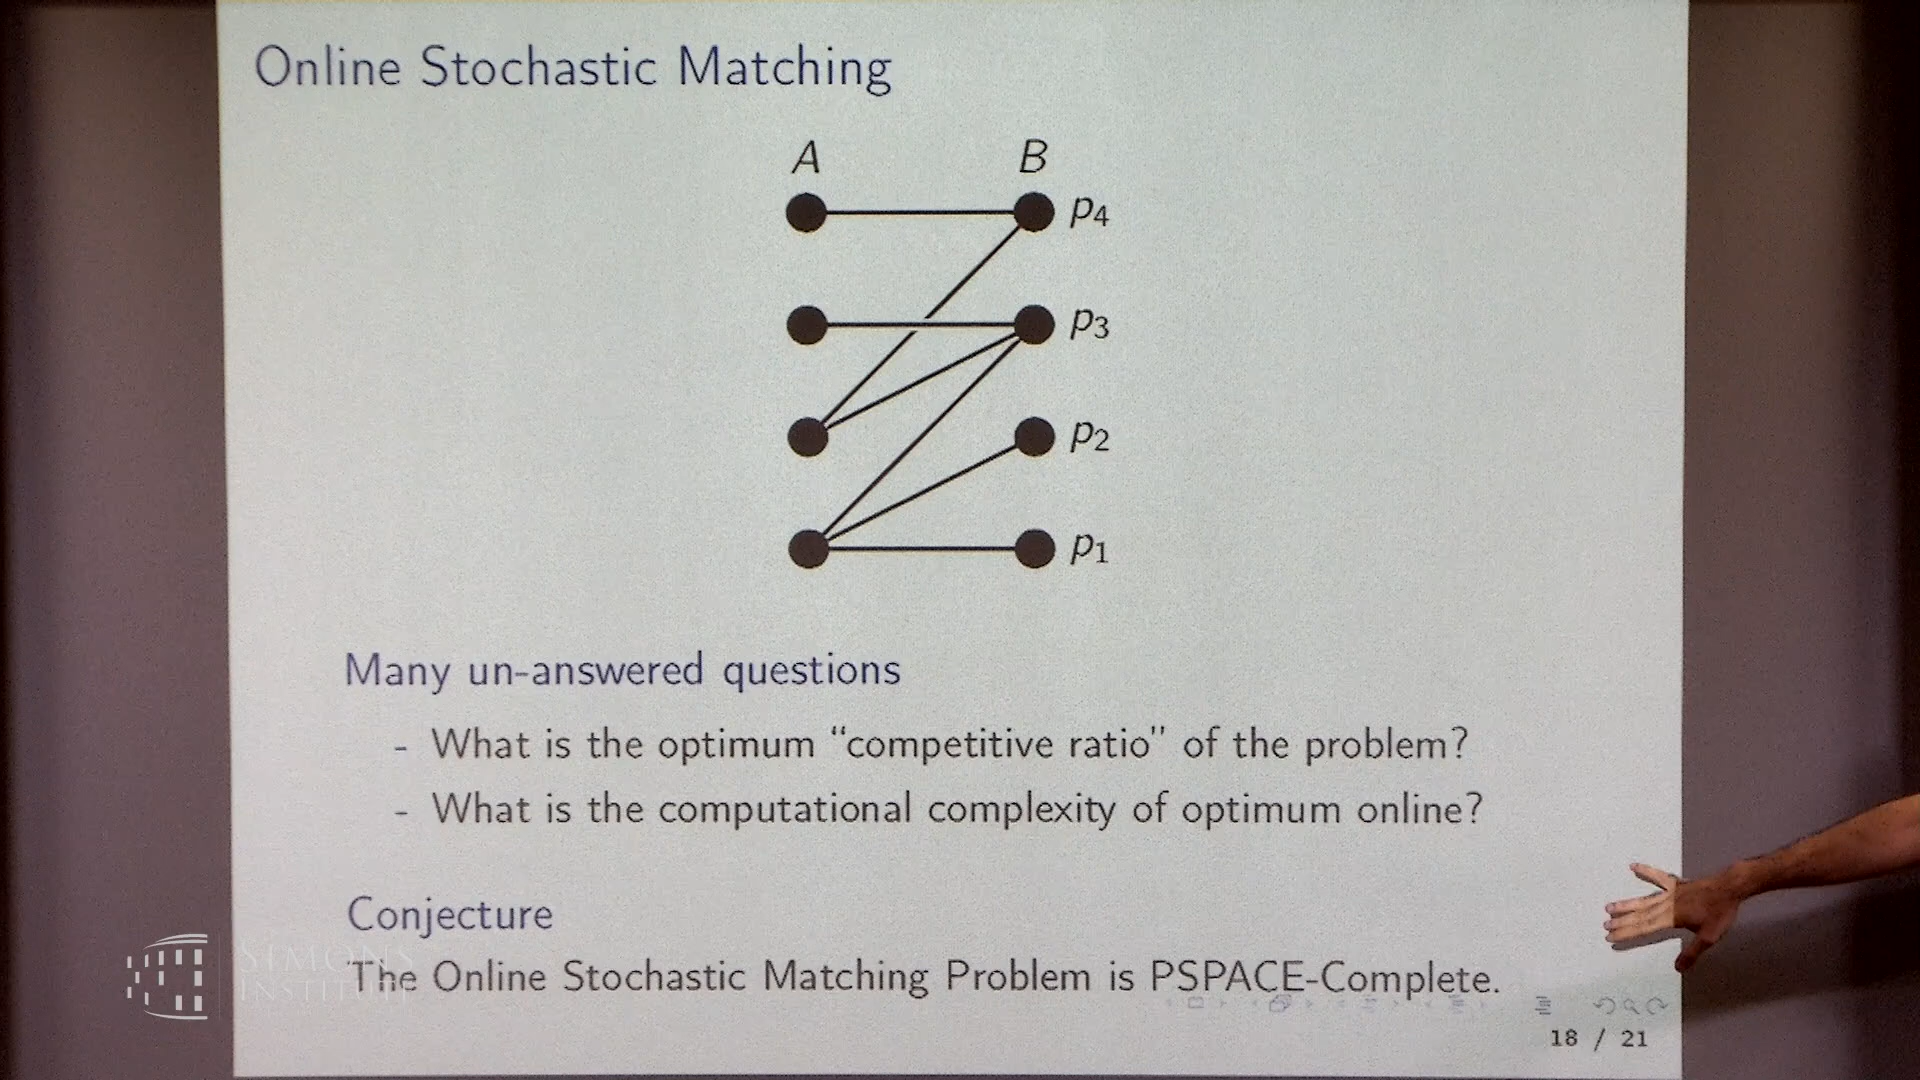 Online Stochastic Matching
A B
p4
p3
p2
p1
Many un-answered questions
- What is the optimum “competitive ratio” of the problem?
- What is the computational complexity of optimum online?
Conjecture
The Online Stochastic Matching Problem is PSPACE-Complete.
SIMONS
INSTITUTE
18 / 21